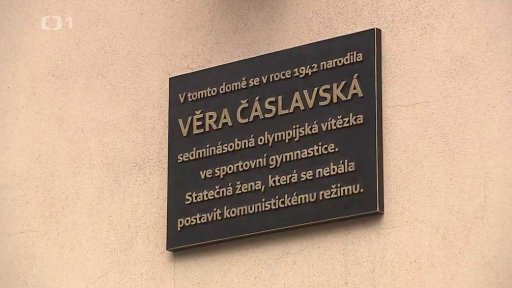 1
V tomto domě se v roce 1942 narodila
VĚRA ČÁSLAVSKÁ
sedminásobná olympijská vítězka
ve sportovní gymnastice.
Statečná žena, která se nebála
postavit komunistickému režimu.